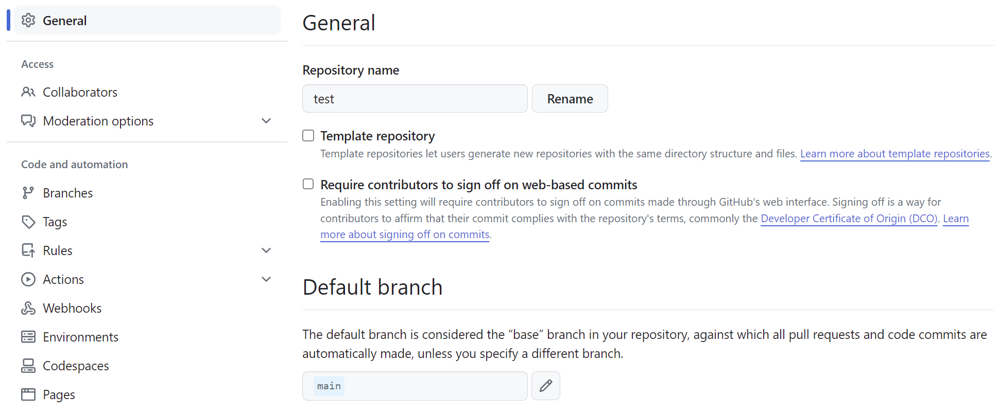 General
Access
Collaborators
Moderation options
Code and automation
Branches
Tags
Rules
Actions
Webhooks
Environments
Codespaces
Pages
General
Repository name
test
Rename
Template repository
Template repositories let users generate new repositories with the same directory structure and files. Learn more about template repositories.
Require contributors to sign off on web-based commits
Enabling this setting will require contributors to sign off on commits made through GitHub’s web interface. Signing off is a way for
contributors to affirm that their commit complies with the repository's terms, commonly the Developer Certificate of Origin (DCO). Learn
more about signing off on commits.
Default branch
The default branch is considered the “base” branch in your repository, against which all pull requests and code commits are
automatically made, unless you specify a different branch.
main